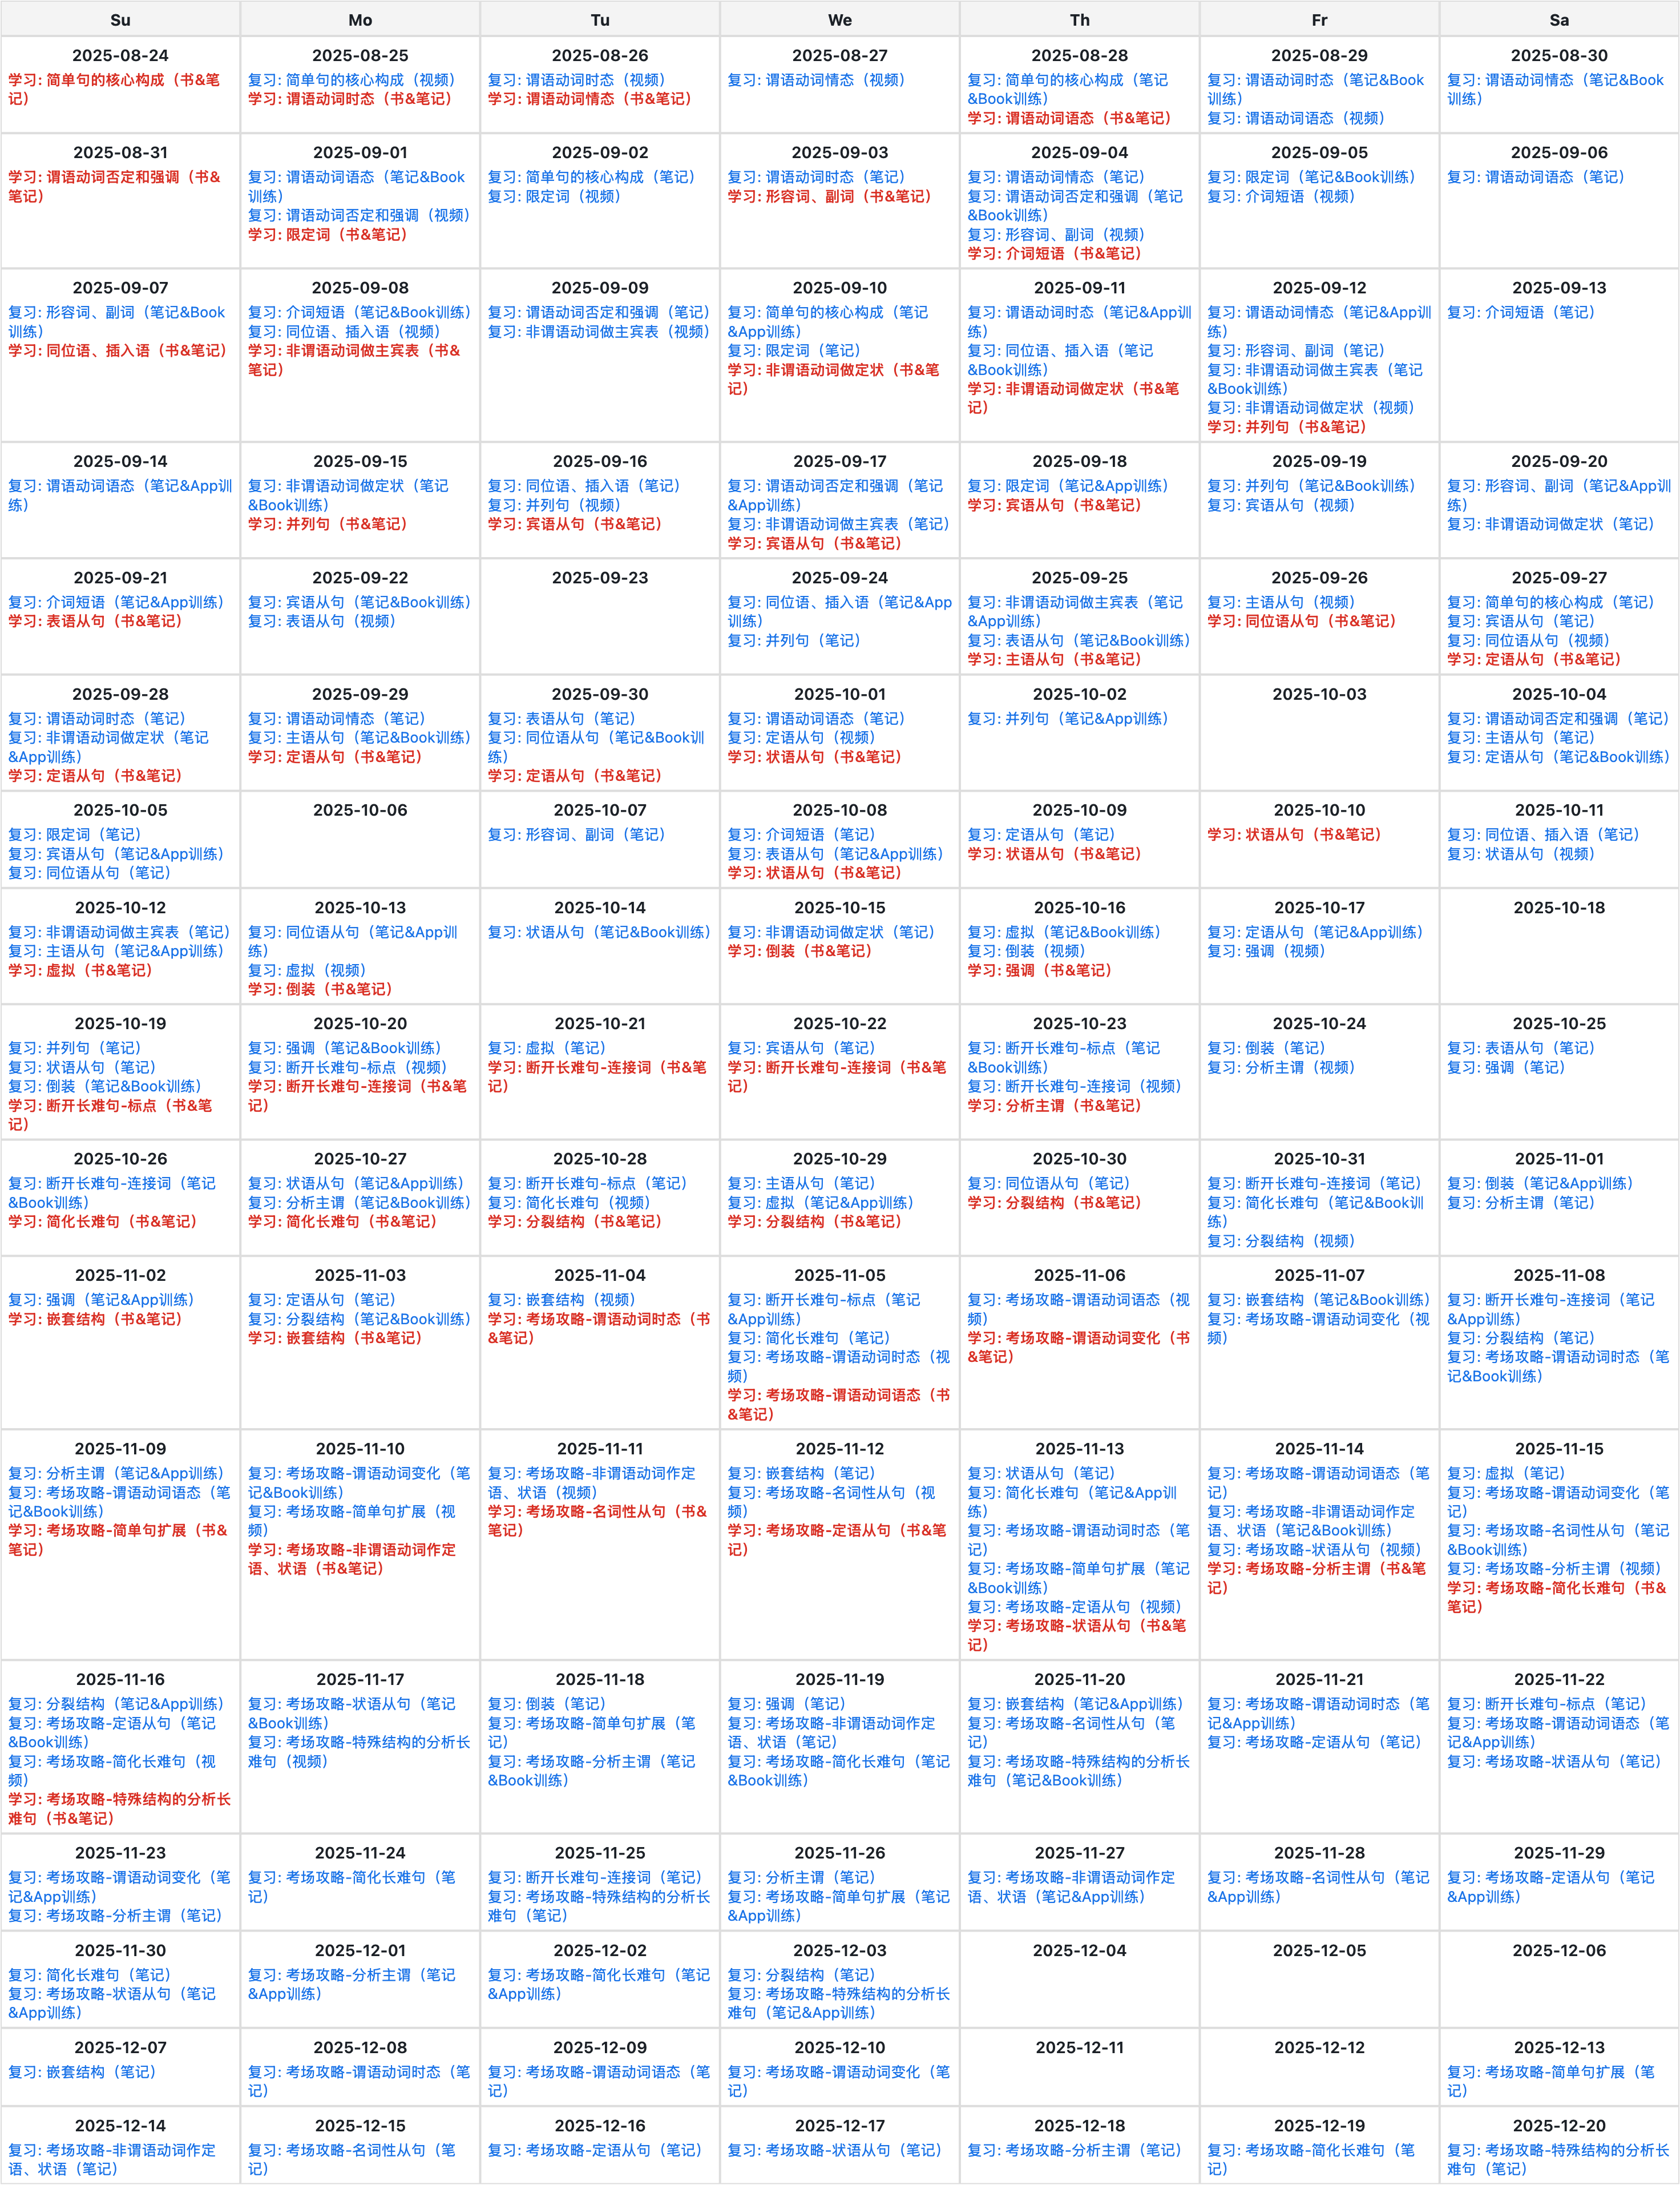 Su Mo Tu We Th Fr Sa
2025-08-24
学习: 简单句的核心构成（书&笔
记）
2025-08-25
复习: 简单句的核心构成（视频）
学习: 谓语动词时态（书&笔记）
2025-08-26
复习: 谓语动词时态（视频）
学习: 谓语动词情态（书&笔记）
2025-08-27
复习: 谓语动词情态（视频）
2025-08-28
复习: 简单句的核心构成（笔记
&Book训练）
学习: 谓语动词语态（书&笔记）
2025-08-29
复习: 谓语动词时态（笔记&Book
训练）
复习: 谓语动词语态（视频）
2025-08-30
复习: 谓语动词情态（笔记&Book
训练）
2025-08-31
学习: 谓语动词否定和强调（书&
笔记）
2025-09-01
复习: 谓语动词语态（笔记&Book
训练）
复习: 谓语动词否定和强调（视频）
学习: 限定词（书&笔记）
2025-09-02
复习: 简单句的核心构成（笔记）
复习: 限定词（视频）
2025-09-03
复习: 谓语动词时态（笔记）
学习: 形容词、副词（书&笔记）
2025-09-04
复习: 谓语动词情态（笔记）
复习: 谓语动词否定和强调（笔记
&Book训练）
复习: 形容词、副词（视频）
学习: 介词短语（书&笔记）
2025-09-05
复习: 限定词（笔记&Book训练）
复习: 介词短语（视频）
2025-09-06
复习: 谓语动词语态（笔记）
2025-09-07
复习: 形容词、副词（笔记&Book
训练）
学习: 同位语、插入语（书&笔记）
2025-09-08
复习: 介词短语（笔记&Book训练）
复习: 同位语、插入语（视频）
学习: 非谓语动词做主宾表（书&
笔记）
2025-09-09
复习: 谓语动词否定和强调（笔记）
复习: 非谓语动词做主宾表（视频）
2025-09-10
复习: 简单句的核心构成（笔记
&App训练）
复习: 限定词（笔记）
学习: 非谓语动词做定状（书&笔
记）
2025-09-11
复习: 谓语动词时态（笔记&App训
练）
复习: 同位语、插入语（笔记
&Book训练）
学习: 非谓语动词做定状（书&笔
记）
2025-09-12
复习: 谓语动词情态（笔记&App训
练）
复习: 形容词、副词（笔记）
复习: 非谓语动词做主宾表（笔记
&Book训练）
复习: 非谓语动词做定状（视频）
学习: 并列句（书&笔记）
2025-09-13
复习: 介词短语（笔记）
2025-09-14
复习: 谓语动词语态（笔记&App训
练）
2025-09-15
复习: 非谓语动词做定状（笔记
&Book训练）
学习: 并列句（书&笔记）
2025-09-16
复习: 同位语、插入语（笔记）
复习: 并列句（视频）
学习: 宾语从句（书&笔记）
2025-09-17
复习: 谓语动词否定和强调（笔记
&App训练）
复习: 非谓语动词做主宾表（笔记）
学习: 宾语从句（书&笔记）
2025-09-18
复习: 限定词（笔记&App训练）
学习: 宾语从句（书&笔记）
2025-09-19
复习: 并列句（笔记&Book训练）
复习: 宾语从句（视频）
2025-09-20
复习: 形容词、副词（笔记&App训
练）
复习: 非谓语动词做定状（笔记）
2025-09-21
复习: 介词短语（笔记&App训练）
学习: 表语从句（书&笔记）
2025-09-22
复习: 宾语从句（笔记&Book训练）
复习: 表语从句（视频）
2025-09-23
2025-09-24
复习: 同位语、插入语（笔记&App
训练）
复习: 并列句（笔记）
2025-09-25
复习: 非谓语动词做主宾表（笔记
&App训练）
复习: 表语从句（笔记&Book训练）
学习: 主语从句（书&笔记）
2025-09-26
复习: 主语从句（视频）
学习: 同位语从句（书&笔记）
2025-09-27
复习: 简单句的核心构成（笔记）
复习: 宾语从句（笔记）
复习: 同位语从句（视频）
学习: 定语从句（书&笔记）
2025-09-28
复习: 谓语动词时态（笔记）
复习: 非谓语动词做定状（笔记
&App训练）
学习: 定语从句（书&笔记）
2025-09-29
复习: 谓语动词情态（笔记）
复习: 主语从句（笔记&Book训练）
学习: 定语从句（书&笔记）
2025-09-30
复习: 表语从句（笔记）
复习: 同位语从句（笔记&Book训
练）
学习: 定语从句（书&笔记）
2025-10-01
复习: 谓语动词语态（笔记）
复习: 定语从句（视频）
学习: 状语从句（书&笔记）
2025-10-02
复习: 并列句（笔记&App训练）
2025-10-03
2025-10-04
复习: 谓语动词否定和强调（笔记）
复习: 主语从句（笔记）
复习: 定语从句（笔记&Book训练）
2025-10-05
复习: 限定词（笔记）
复习: 宾语从句（笔记&App训练）
复习: 同位语从句（笔记）
2025-10-06
2025-10-07
复习: 形容词、副词（笔记）
2025-10-08
复习: 介词短语（笔记）
复习: 表语从句（笔记&App训练）
学习: 状语从句（书&笔记）
2025-10-09
复习: 定语从句（笔记）
学习: 状语从句（书&笔记）
2025-10-10
学习: 状语从句（书&笔记）
2025-10-11
复习: 同位语、插入语（笔记）
复习: 状语从句（视频）
2025-10-12
复习: 非谓语动词做主宾表（笔记）
复习: 主语从句（笔记&App训练）
学习: 虚拟（书&笔记）
2025-10-13
复习: 同位语从句（笔记&App训
练）
复习: 虚拟（视频）
学习: 倒装（书&笔记）
2025-10-14
复习: 状语从句（笔记&Book训练）
2025-10-15
复习: 非谓语动词做定状（笔记）
学习: 倒装（书&笔记）
2025-10-16
复习: 虚拟（笔记&Book训练）
复习: 倒装（视频）
学习: 强调（书&笔记）
2025-10-17
复习: 定语从句（笔记&App训练）
复习: 强调（视频）
2025-10-18
2025-10-19
复习: 并列句（笔记）
复习: 状语从句（笔记）
复习: 倒装（笔记&Book训练）
学习: 断开长难句-标点（书&笔
记）
2025-10-20
复习: 强调（笔记&Book训练）
复习: 断开长难句-标点（视频）
学习: 断开长难句-连接词（书&笔
记）
2025-10-21
复习: 虚拟（笔记）
学习: 断开长难句-连接词（书&笔
记）
2025-10-22
复习: 宾语从句（笔记）
学习: 断开长难句-连接词（书&笔
记）
2025-10-23
复习: 断开长难句-标点（笔记
&Book训练）
复习: 断开长难句-连接词（视频）
学习: 分析主谓（书&笔记）
2025-10-24
复习: 倒装（笔记）
复习: 分析主谓（视频）
2025-10-25
复习: 表语从句（笔记）
复习: 强调（笔记）
2025-10-26
复习: 断开长难句-连接词（笔记
&Book训练）
学习: 简化长难句（书&笔记）
2025-10-27
复习: 状语从句（笔记&App训练）
复习: 分析主谓（笔记&Book训练）
学习: 简化长难句（书&笔记）
2025-10-28
复习: 断开长难句-标点（笔记）
复习: 简化长难句（视频）
学习: 分裂结构（书&笔记）
2025-10-29
复习: 主语从句（笔记）
复习: 虚拟（笔记&App训练）
学习: 分裂结构（书&笔记）
2025-10-30
复习: 同位语从句（笔记）
学习: 分裂结构（书&笔记）
2025-10-31
复习: 断开长难句-连接词（笔记）
复习: 简化长难句（笔记&Book训
练）
复习: 分裂结构（视频）
2025-11-01
复习: 倒装（笔记&App训练）
复习: 分析主谓（笔记）
2025-11-02
复习: 强调（笔记&App训练）
学习: 嵌套结构（书&笔记）
2025-11-03
复习: 定语从句（笔记）
复习: 分裂结构（笔记&Book训练）
学习: 嵌套结构（书&笔记）
2025-11-04
复习: 嵌套结构（视频）
学习: 考场攻略-谓语动词时态（书
&笔记）
2025-11-05
复习: 断开长难句-标点（笔记
&App训练）
复习: 简化长难句（笔记）
复习: 考场攻略-谓语动词时态（视
频）
学习: 考场攻略-谓语动词语态（书
&笔记）
2025-11-06
复习: 考场攻略-谓语动词语态（视
频）
学习: 考场攻略-谓语动词变化（书
&笔记）
2025-11-07
复习: 嵌套结构（笔记&Book训练）
复习: 考场攻略-谓语动词变化（视
频）
2025-11-08
复习: 断开长难句-连接词（笔记
&App训练）
复习: 分裂结构（笔记）
复习: 考场攻略-谓语动词时态（笔
记&Book训练）
2025-11-09
复习: 分析主谓（笔记&App训练）
复习: 考场攻略-谓语动词语态（笔
记&Book训练）
学习: 考场攻略-简单句扩展（书&
笔记）
2025-11-10
复习: 考场攻略-谓语动词变化（笔
记&Book训练）
复习: 考场攻略-简单句扩展（视
频）
学习: 考场攻略-非谓语动词作定
语、状语（书&笔记）
2025-11-11
复习: 考场攻略-非谓语动词作定
语、状语（视频）
学习: 考场攻略-名词性从句（书&
笔记）
2025-11-12
复习: 嵌套结构（笔记）
复习: 考场攻略-名词性从句（视
频）
学习: 考场攻略-定语从句（书&笔
记）
2025-11-13
复习: 状语从句（笔记）
复习: 简化长难句（笔记&App训
练）
复习: 考场攻略-谓语动词时态（笔
记）
复习: 考场攻略-简单句扩展（笔记
&Book训练）
复习: 考场攻略-定语从句（视频）
学习: 考场攻略-状语从句（书&笔
记）
2025-11-14
复习: 考场攻略-谓语动词语态（笔
记）
复习: 考场攻略-非谓语动词作定
语、状语（笔记&Book训练）
复习: 考场攻略-状语从句（视频）
学习: 考场攻略-分析主谓（书&笔
记）
2025-11-15
复习: 虚拟（笔记）
复习: 考场攻略-谓语动词变化（笔
记）
复习: 考场攻略-名词性从句（笔记
&Book训练）
复习: 考场攻略-分析主谓（视频）
学习: 考场攻略-简化长难句（书&
笔记）
2025-11-16
复习: 分裂结构（笔记&App训练）
复习: 考场攻略-定语从句（笔记
&Book训练）
复习: 考场攻略-简化长难句（视
频）
学习: 考场攻略-特殊结构的分析长
难句（书&笔记）
2025-11-17
复习: 考场攻略-状语从句（笔记
&Book训练）
复习: 考场攻略-特殊结构的分析长
难句（视频）
2025-11-18
复习: 倒装（笔记）
复习: 考场攻略-简单句扩展（笔
记）
复习: 考场攻略-分析主谓（笔记
&Book训练）
2025-11-19
复习: 强调（笔记）
复习: 考场攻略-非谓语动词作定
语、状语（笔记）
复习: 考场攻略-简化长难句（笔记
&Book训练）
2025-11-20
复习: 嵌套结构（笔记&App训练）
复习: 考场攻略-名词性从句（笔
记）
复习: 考场攻略-特殊结构的分析长
难句（笔记&Book训练）
2025-11-21
复习: 考场攻略-谓语动词时态（笔
记&App训练）
复习: 考场攻略-定语从句（笔记）
2025-11-22
复习: 断开长难句-标点（笔记）
复习: 考场攻略-谓语动词语态（笔
记&App训练）
复习: 考场攻略-状语从句（笔记）
2025-11-23
复习: 考场攻略-谓语动词变化（笔
记&App训练）
复习: 考场攻略-分析主谓（笔记）
2025-11-24
复习: 考场攻略-简化长难句（笔
记）
2025-11-25
复习: 断开长难句-连接词（笔记）
复习: 考场攻略-特殊结构的分析长
难句（笔记）
2025-11-26
复习: 分析主谓（笔记）
复习: 考场攻略-简单句扩展（笔记
&App训练）
2025-11-27
复习: 考场攻略-非谓语动词作定
语、状语（笔记&App训练）
2025-11-28
复习: 考场攻略-名词性从句（笔记
&App训练）
2025-11-29
复习: 考场攻略-定语从句（笔记
&App训练）
2025-11-30
复习: 简化长难句（笔记）
复习: 考场攻略-状语从句（笔记
&App训练）
2025-12-01
复习: 考场攻略-分析主谓（笔记
&App训练）
2025-12-02
复习: 考场攻略-简化长难句（笔记
&App训练）
2025-12-03
复习: 分裂结构（笔记）
复习: 考场攻略-特殊结构的分析长
难句（笔记&App训练）
2025-12-04
2025-12-05
2025-12-06
2025-12-07
复习: 嵌套结构（笔记）
2025-12-08
复习: 考场攻略-谓语动词时态（笔
记）
2025-12-09
复习: 考场攻略-谓语动词语态（笔
记）
2025-12-10
复习: 考场攻略-谓语动词变化（笔
记）
2025-12-11
2025-12-12
2025-12-13
复习: 考场攻略-简单句扩展（笔
记）
2025-12-14
复习: 考场攻略-非谓语动词作定
语、状语（笔记）
2025-12-15
复习: 考场攻略-名词性从句（笔
记）
2025-12-16
复习: 考场攻略-定语从句（笔记）
2025-12-17
复习: 考场攻略-状语从句（笔记）
2025-12-18
复习: 考场攻略-分析主谓（笔记）
2025-12-19
复习: 考场攻略-简化长难句（笔
记）
2025-12-20
复习: 考场攻略-特殊结构的分析长
难句（笔记）